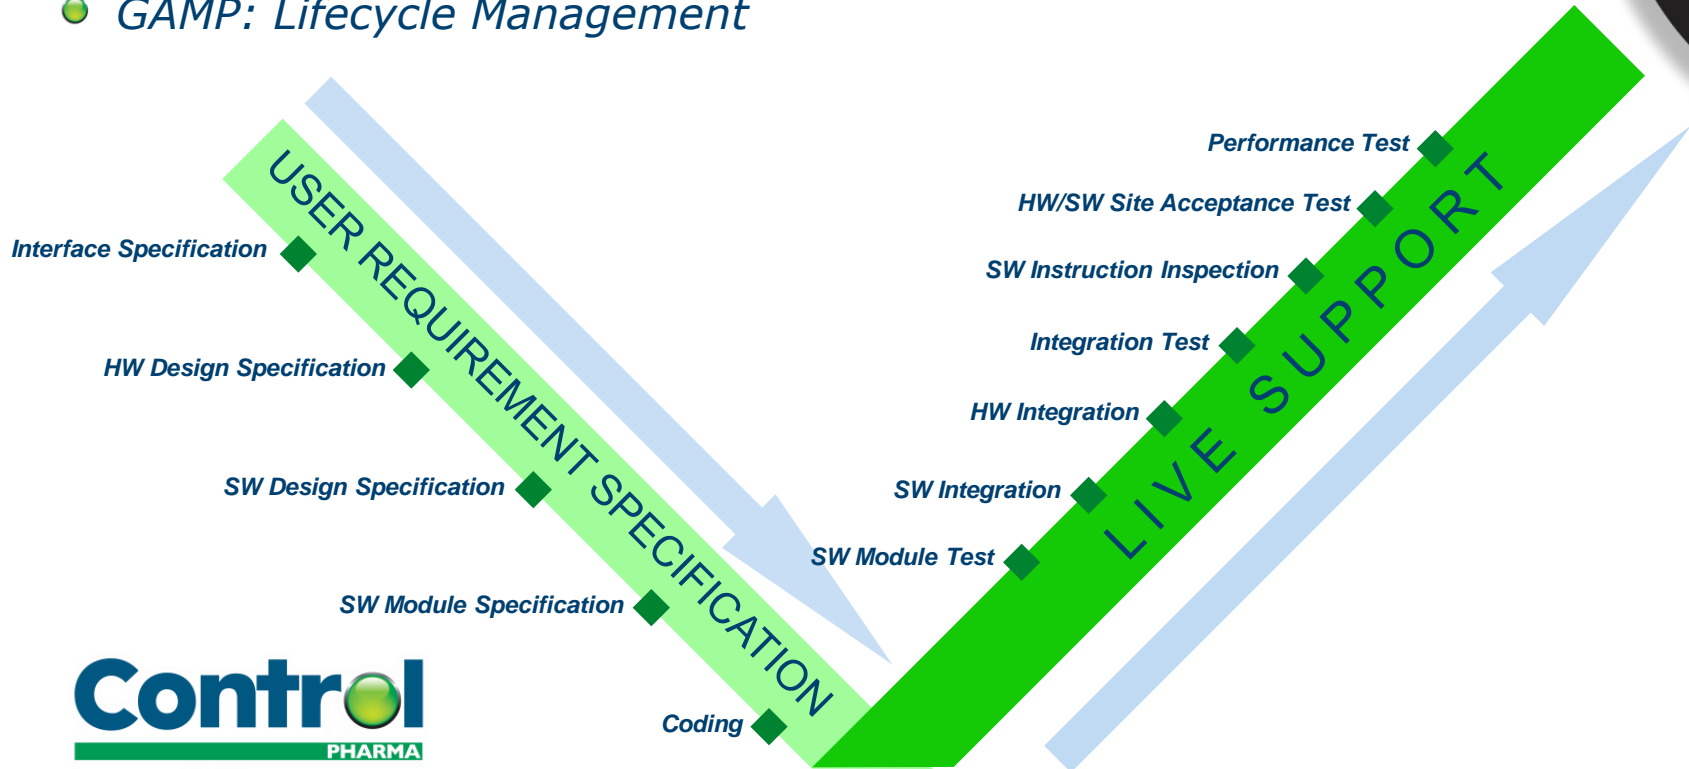 GAMP: Lifecycle Management
USER REQUIREMENT SPECIFICATION
Interface Specification
HW Design Specification
SW Design Specification
SW Module Specification
Coding
Performance Test
HW/SW Site Acceptance Test
SW Instruction Inspection
Integration Test
HW Integration
SW Integration
SW Module Test
LIVE SUPPORT
Control
PHARMA